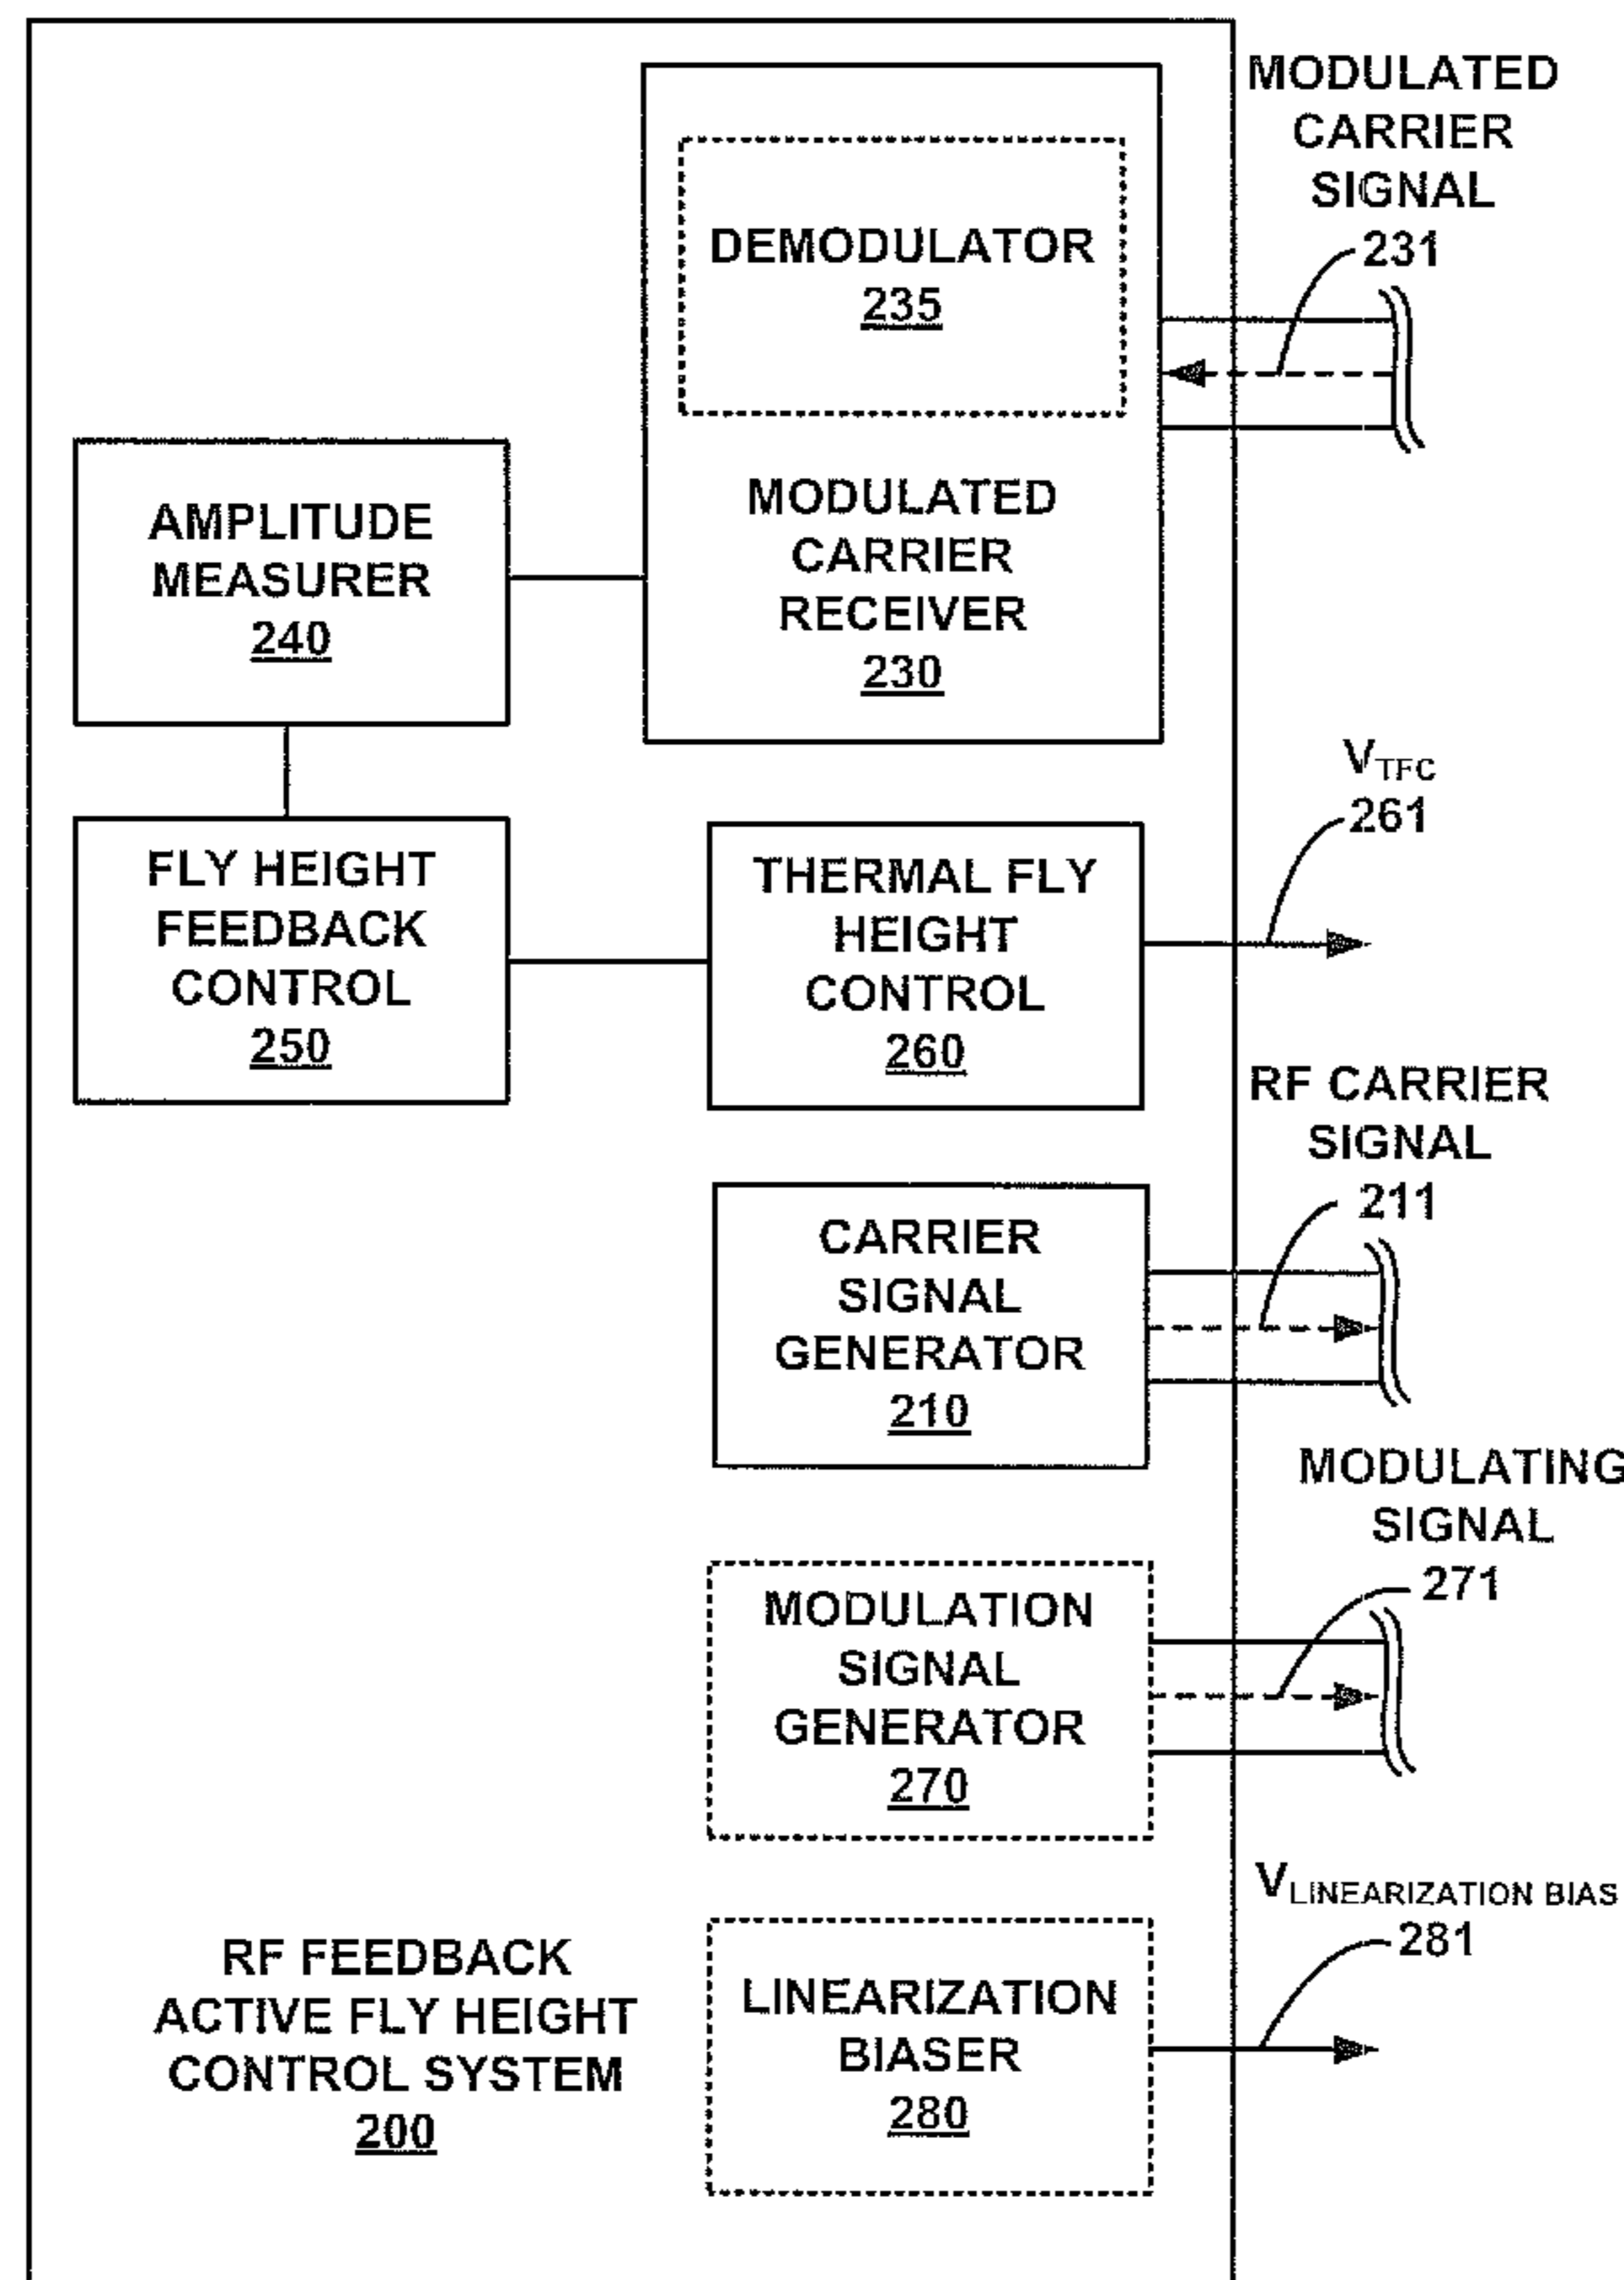 MODULATED
CARRIER
SIGNAL
231
DEMODULATOR
235
MODULATED
CARRIER
RECEIVER
230
AMPLITUDE
MEASURER
240
V_TFC
261
FLY HEIGHT
FEEDBACK
CONTROL
250
THERMAL FLY
HEIGHT
CONTROL
260
RF CARRIER
SIGNAL
211
CARRIER
SIGNAL
GENERATOR
210
MODULATING
SIGNAL
271
MODULATION
SIGNAL
GENERATOR
270
V_LINEARIZATION BIAS
281
LINEARIZATION
BIASER
280
RF FEEDBACK
ACTIVE FLY HEIGHT
CONTROL SYSTEM
200